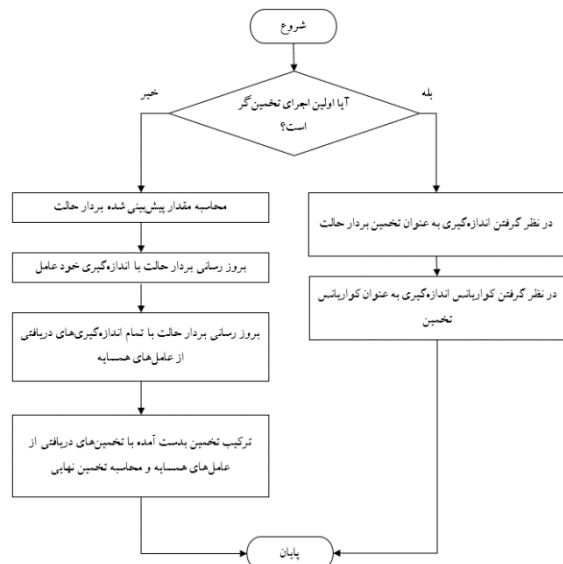 شروع
آیا اولین اجرای تخمین‌گر
است؟
بله
خیر
در نظر گرفتن اندازه‌گیری به عنوان تخمین بردار حالت
در نظر گرفتن کواریانس اندازه‌گیری به عنوان کواریانس
تخمین
محاسبه مقدار پیش‌بینی شده بردار حالت
بروز رسانی بردار حالت با اندازه‌گیری خود عامل
بروز رسانی بردار حالت با تمام اندازه‌گیری‌های دریافتی
از عامل‌های همسایه
ترکیب تخمین بدست آمده با تخمین‌های دریافتی از
عامل‌های همسایه و محاسبه تخمین نهایی
پایان